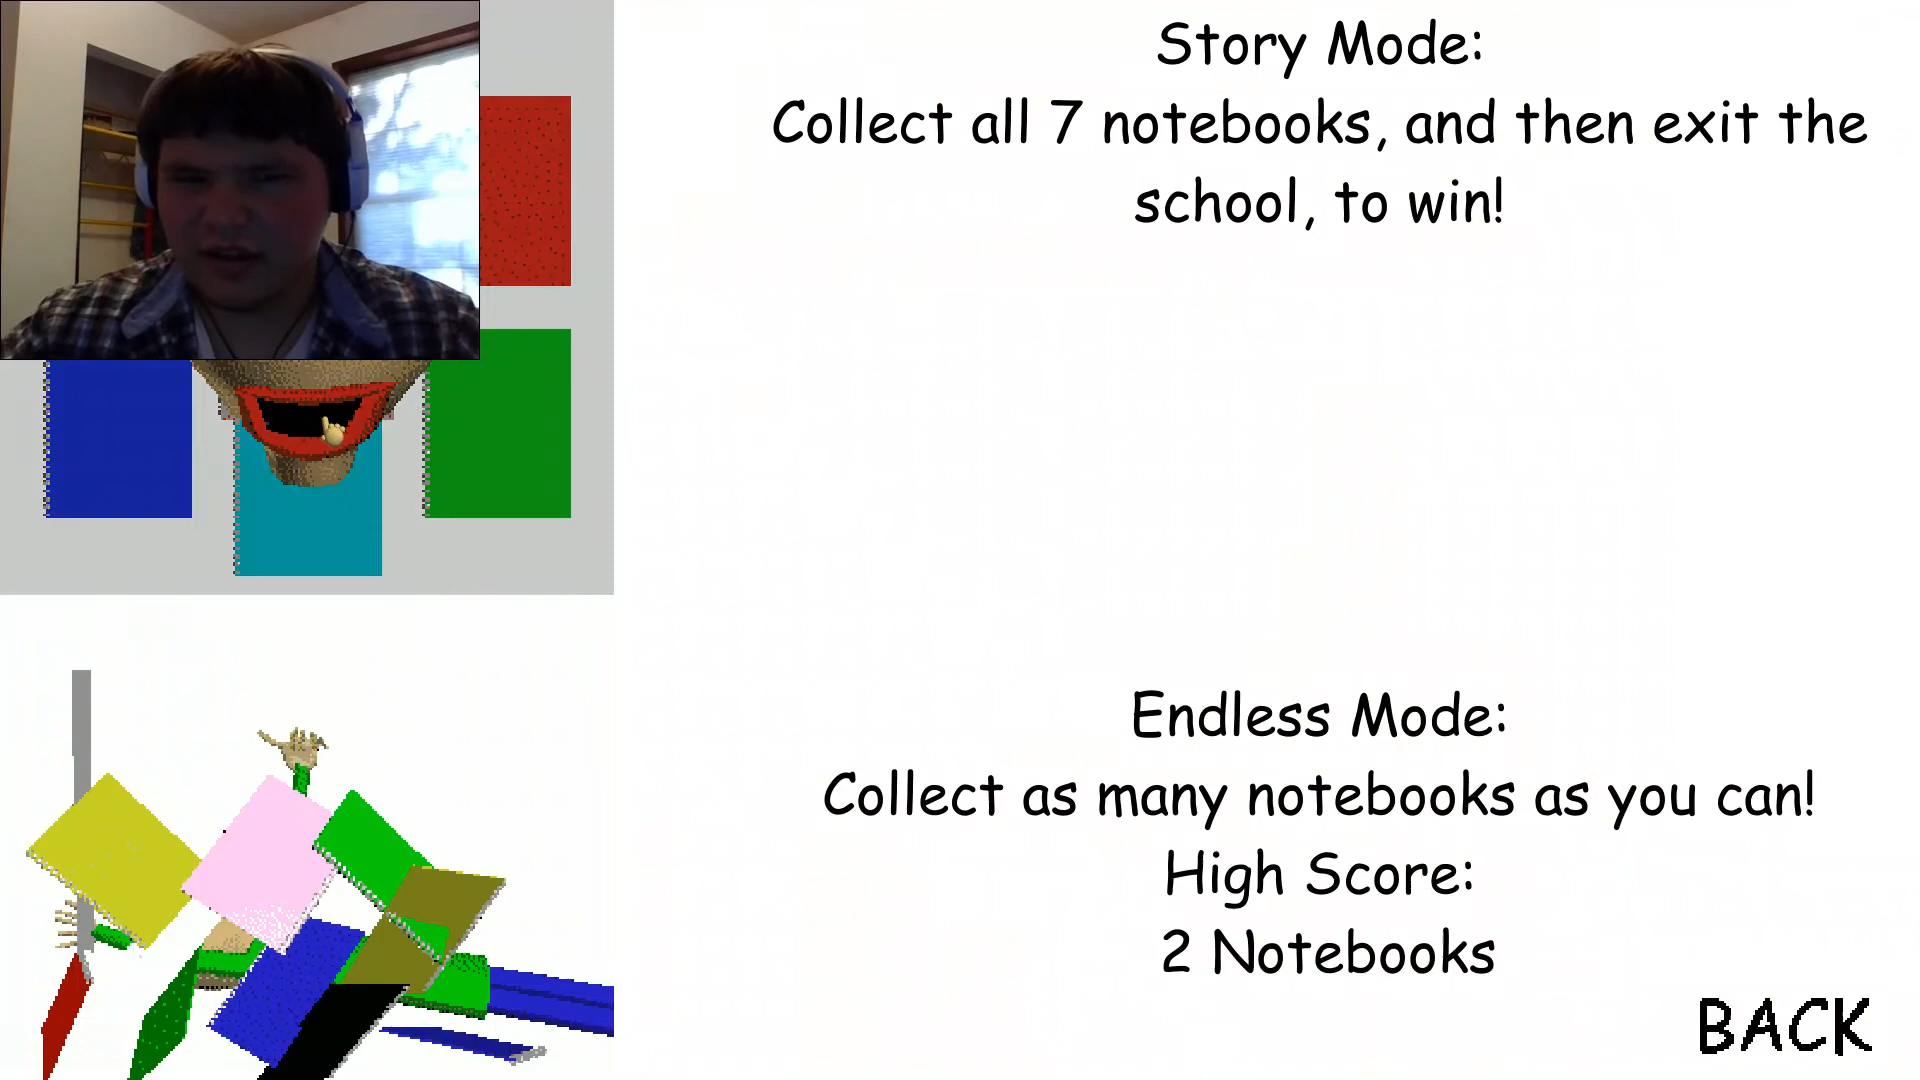 Story Mode:
Collect all 7 notebooks, and then exit the
school, to win!
Endless Mode:
Collect as many notebooks as you can!
High Score:
2 Notebooks
BACK